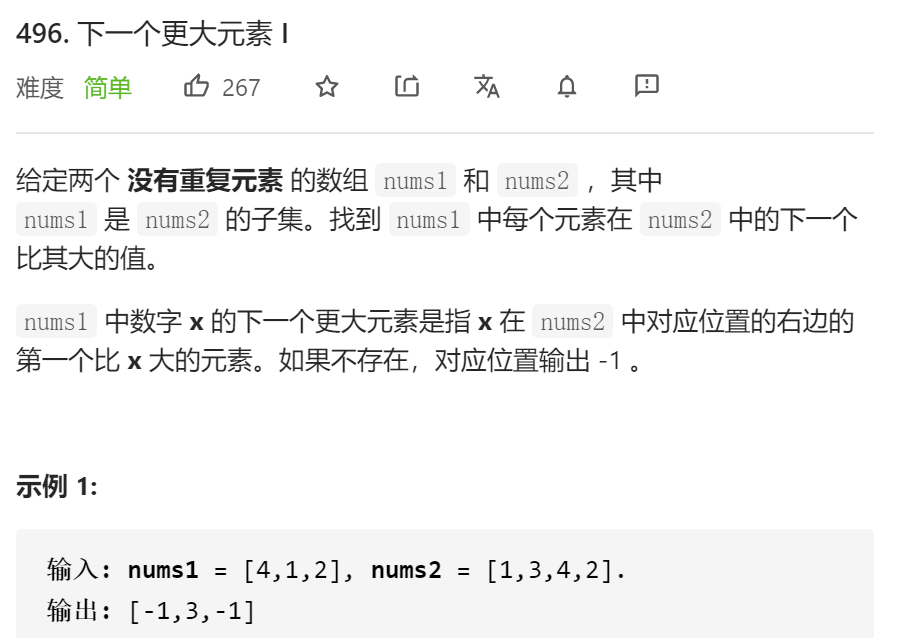 496. 下一个更大元素 I
难度 简单 267
给定两个 没有重复元素 的数组 nums1 和 nums2 ，其中
nums1 是 nums2 的子集。找到 nums1 中每个元素在 nums2 中的下一个
比其大的值。
nums1 中数字 x 的下一个更大元素是指 x 在 nums2 中对应位置的右边的
第一个比 x 大的元素。如果不存在，对应位置输出 -1 。
示例 1:
输入: nums1 = [4,1,2], nums2 = [1,3,4,2].
输出: [-1,3,-1]